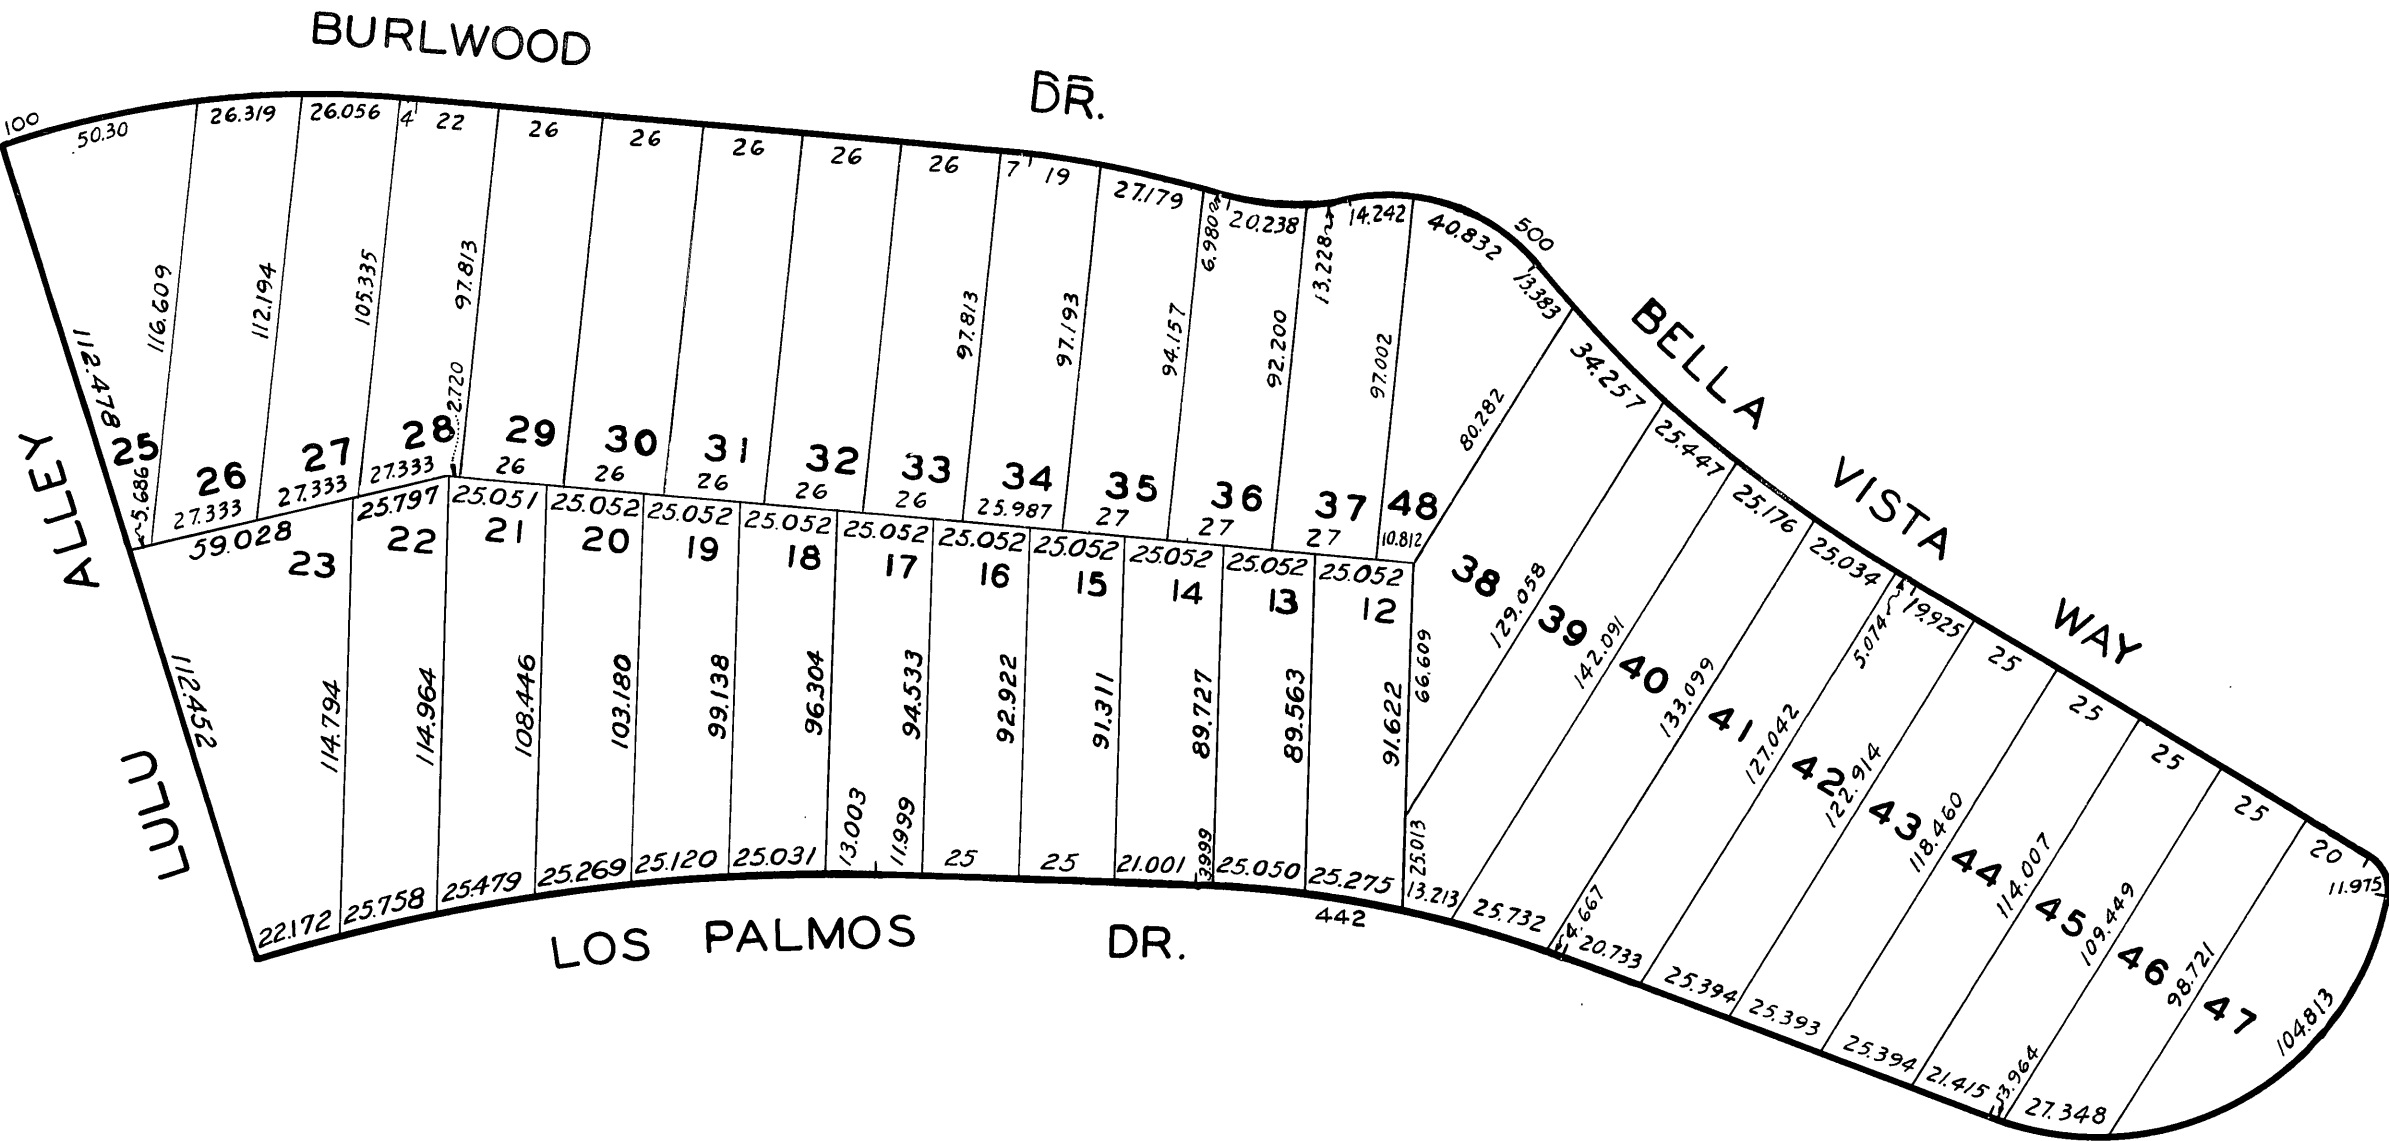 BURLWOOD DR.
100
50.30 26.319 26.056 4 22 26 26 26 26 26 7 19 27.179 6.980 20.238 13.228 14.242 40.832 500 13.383
BELLA VISTA WAY
34.257 25.447 25.176 25.034 5.074 19.925 25 25 25 25 20 11.975
112.478 116.609 112.194 105.335 97.813 2.720 97.813 97.193 94.157 92.200 97.002 80.282
25 26 27 28 29 30 31 32 33 34 35 36 37 48
5.686 27.333 27.333 27.333 26 26 26 26 26 25.987 27 27 27 10.812
59.028 25.797 25.051 25.052 25.052 25.052 25.052 25.052 25.052 25.052 25.052 25.052
23 22 21 20 19 18 17 16 15 14 13 12
38 39 40 41 42 43 44 45 46 47
129.058 142.091 133.099 127.042 122.914 118.460 114.007 109.449 98.721 104.813
LULU ALLEY
112.452 114.794 114.964 108.446 103.180 99.138 96.304 94.533 92.922 91.311 89.727 89.563 91.622 66.609
22.172 25.758 25.479 25.269 25.120 25.031 13.003 11.999 25 25 21.001 3.999 25.050 25.275 25.013 13.213 25.732 4.667 20.733 25.394 25.393 25.394 21.415 3.964 27.348
442
LOS PALMOS DR.